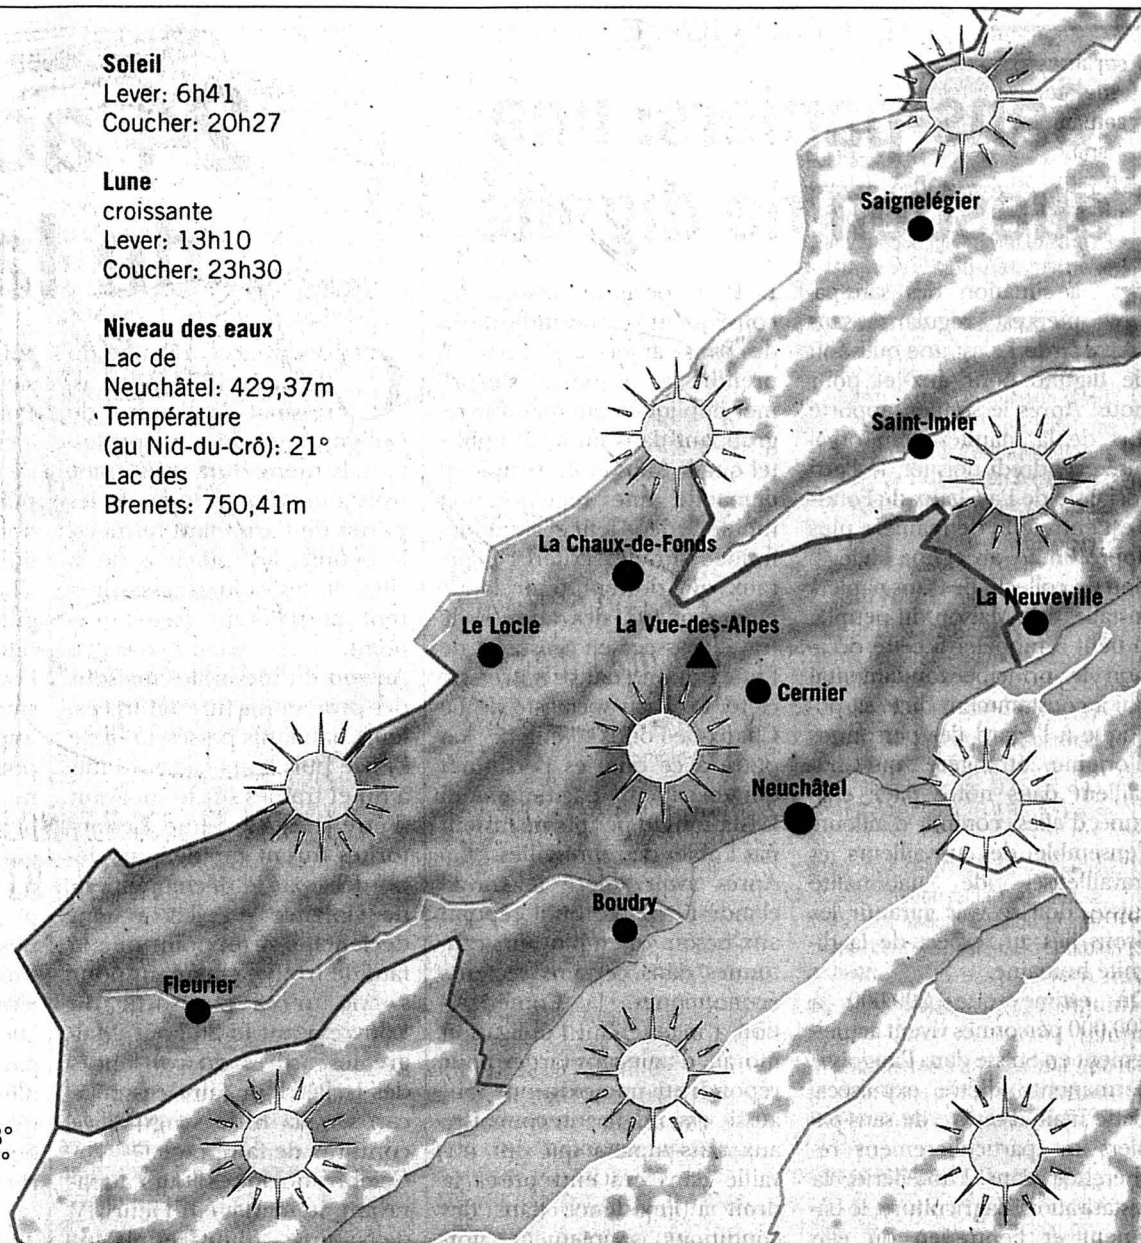 Soleil
Lever: 6h41
Coucher: 20h27
Lune
croissante
Lever: 13h10
Coucher: 23h30
Niveau des eaux
Lac de
Neuchâtel: 429,37m
Température
(au Nid-du-Crô): 21°
Lac des
Brenets: 750,41m
Saignelégier
Saint-Imier
La Chaux-de-Fonds
La Neuveville
Le Locle
La Vue-des-Alpes
Cernier
Neuchâtel
Boudry
Fleurier